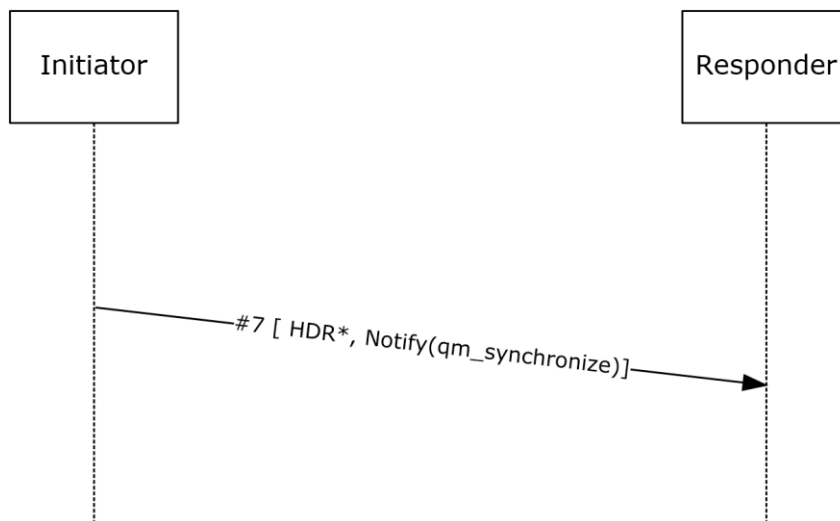 Initiator
Responder
#7 [ HDR*, Notify(qm_synchronize)]